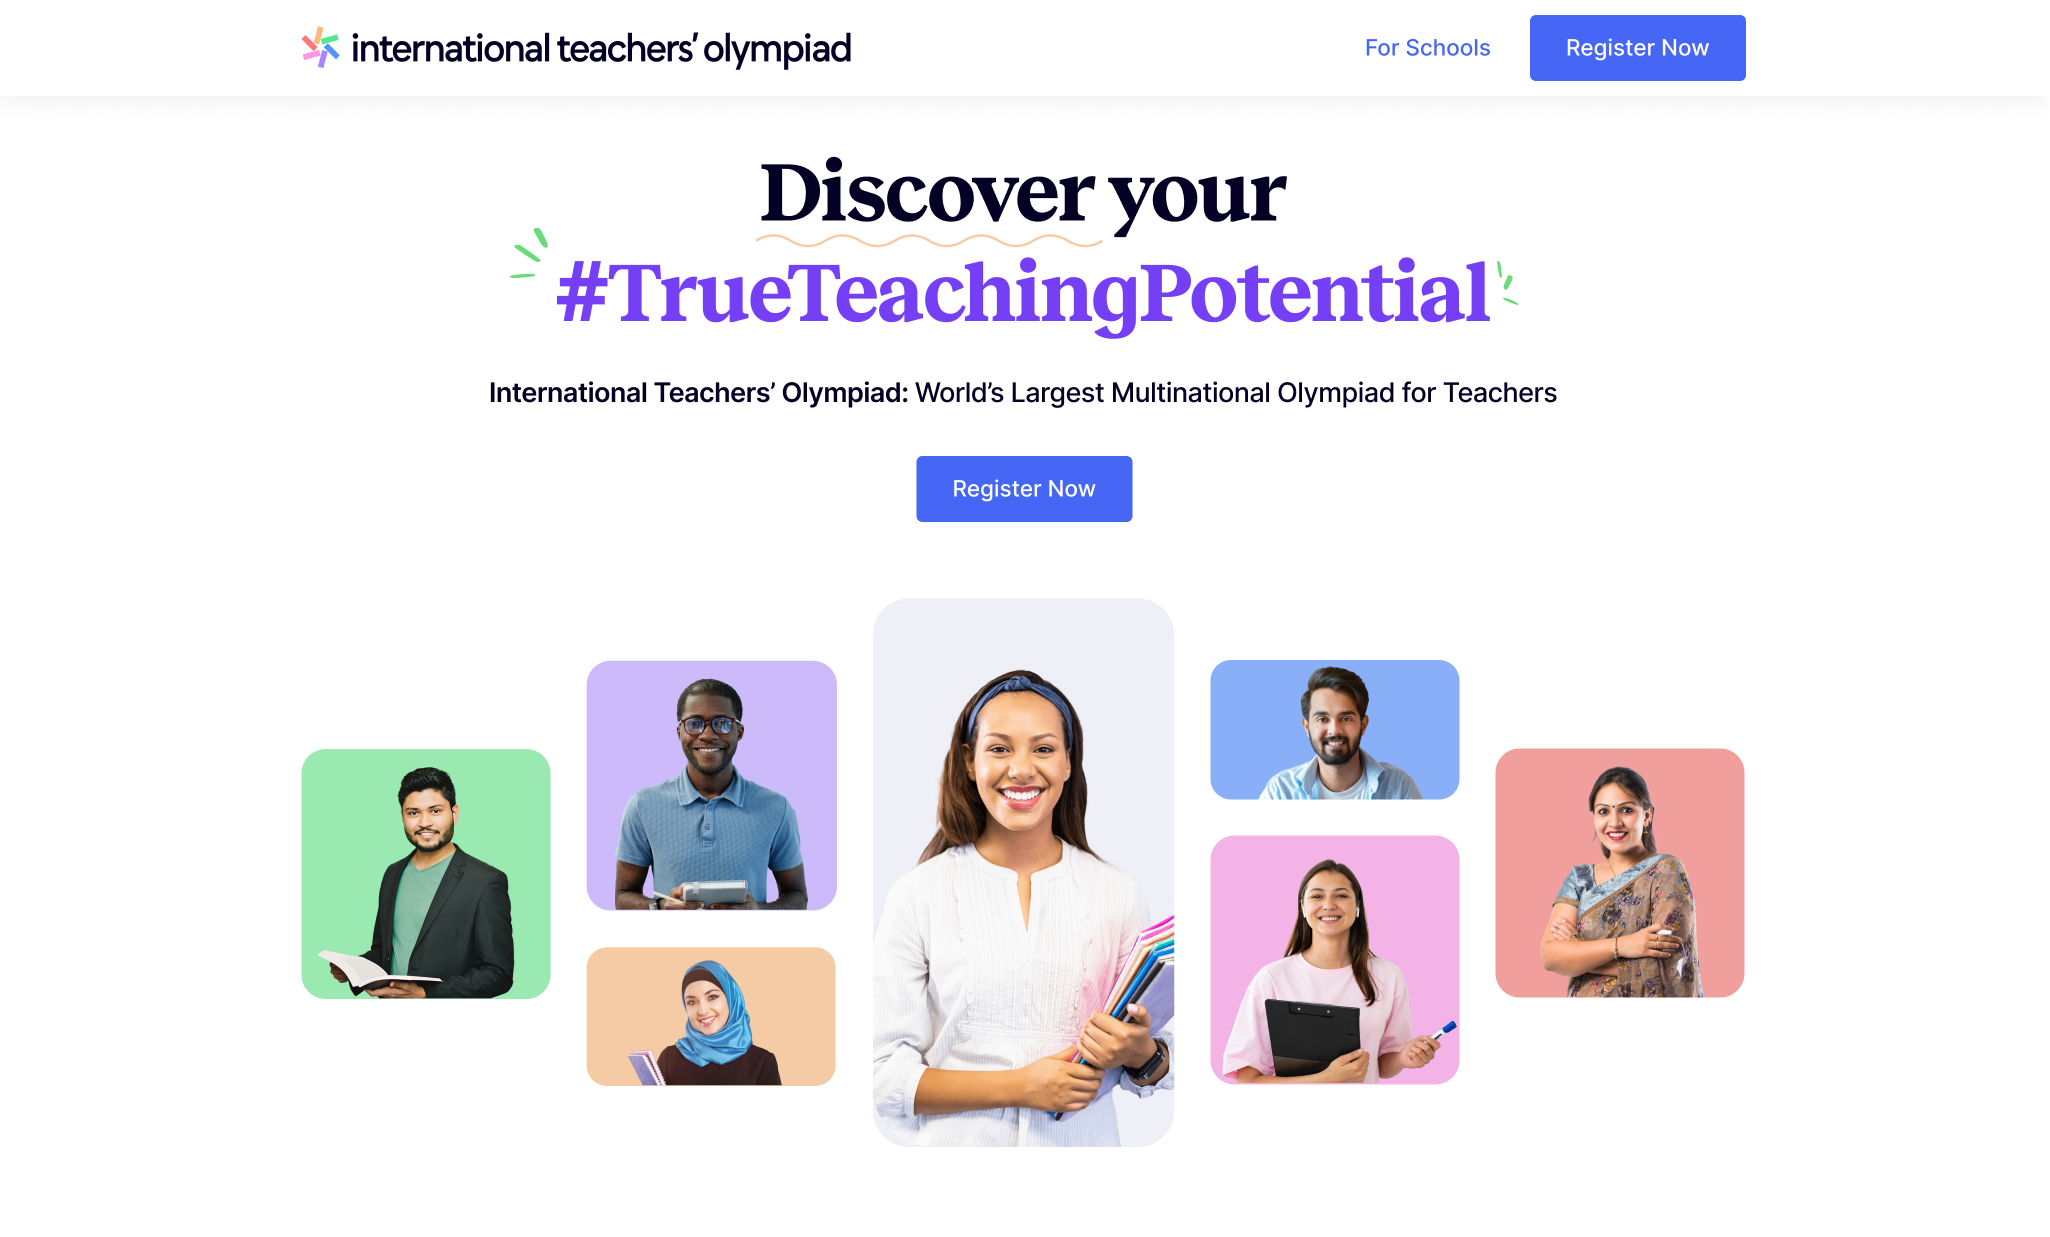 international teachers’ olympiad
For Schools
Register Now
Discover your
#TrueTeachingPotential
International Teachers’ Olympiad: World’s Largest Multinational Olympiad for Teachers
Register Now